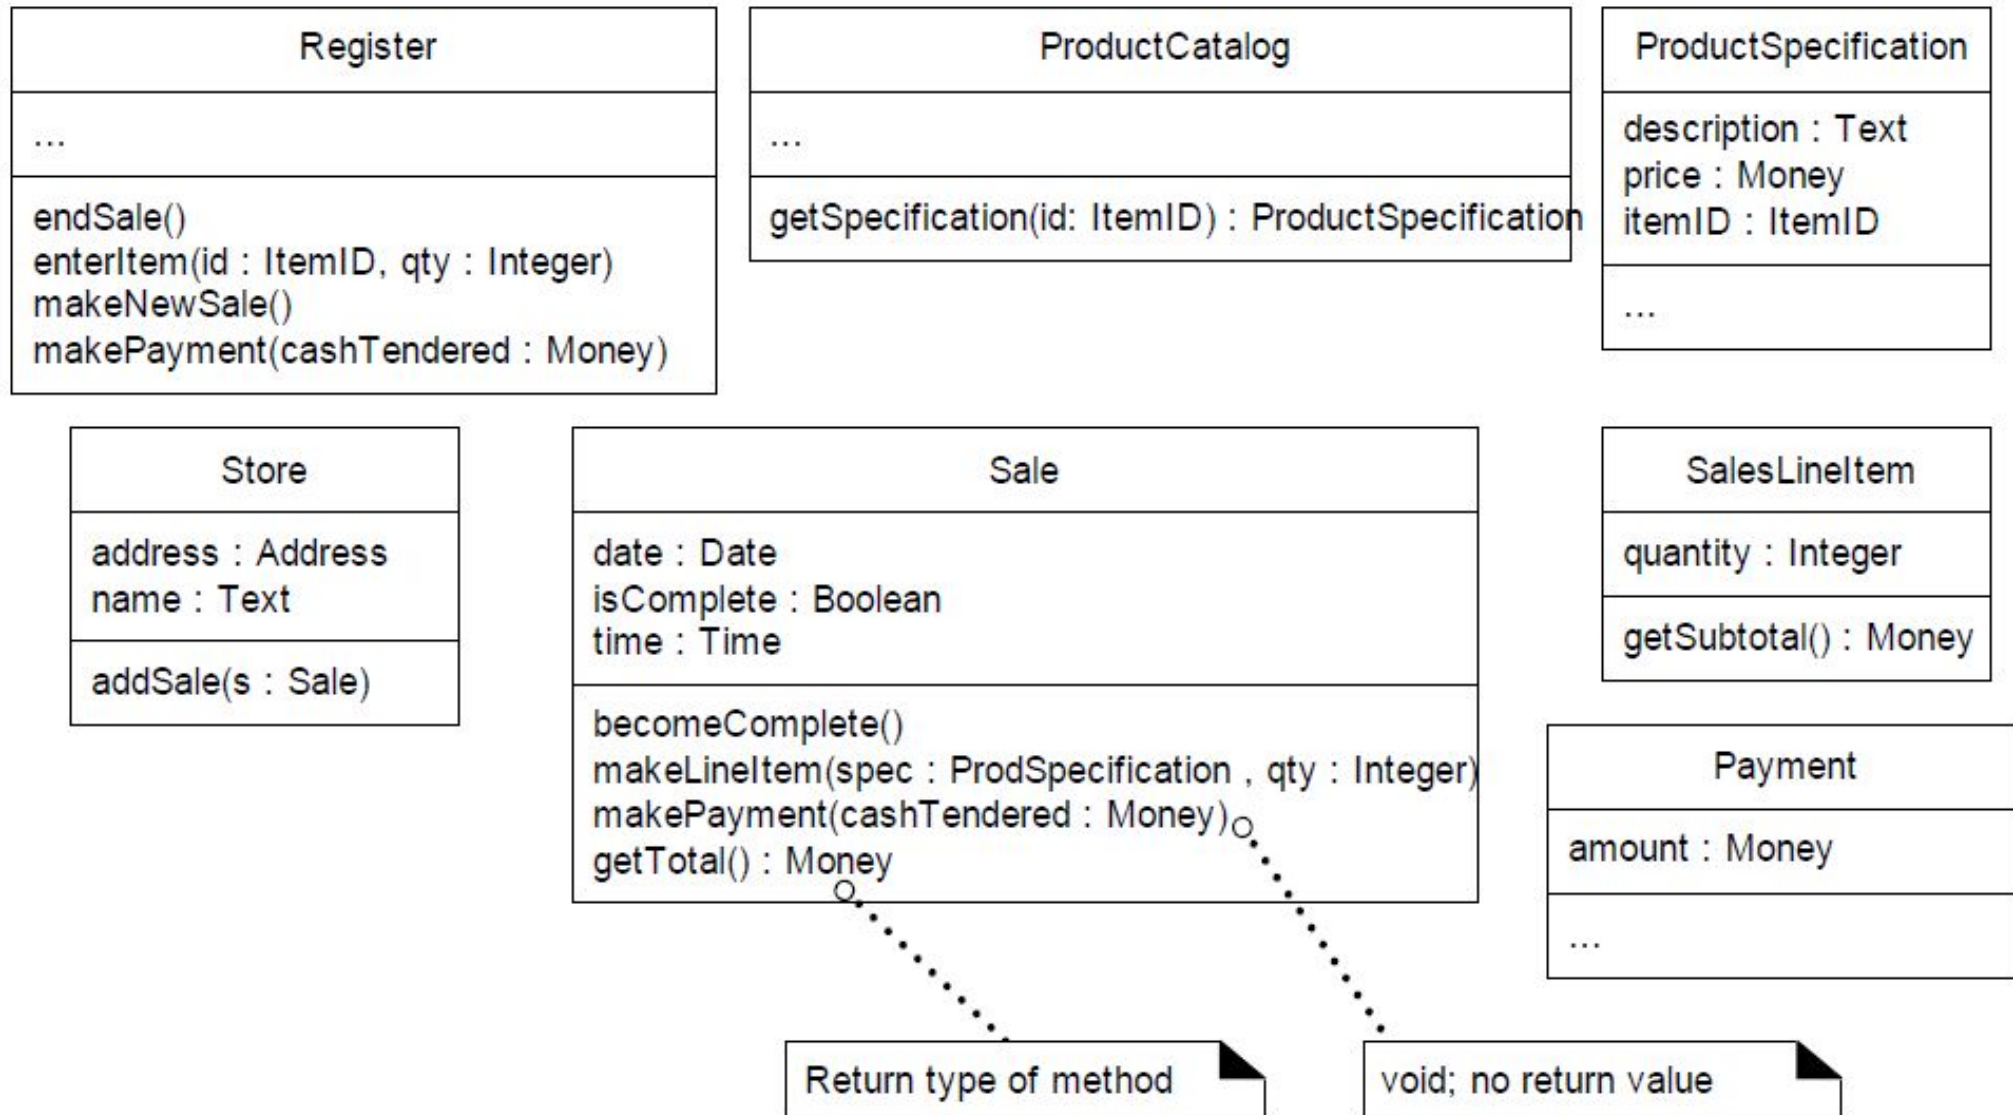 Register
...
endSale()
enterItem(id : ItemID, qty : Integer)
makeNewSale()
makePayment(cashTendered : Money)
ProductCatalog
...
getSpecification(id: ItemID) : ProductSpecification
ProductSpecification
description : Text
price : Money
itemID : ItemID
...
Store
address : Address
name : Text
addSale(s : Sale)
Sale
date : Date
isComplete : Boolean
time : Time
becomeComplete()
makeLineItem(spec : ProdSpecification , qty : Integer)
makePayment(cashTendered : Money)
getTotal() : Money
SalesLineItem
quantity : Integer
getSubtotal() : Money
Payment
amount : Money
...
Return type of method
void; no return value